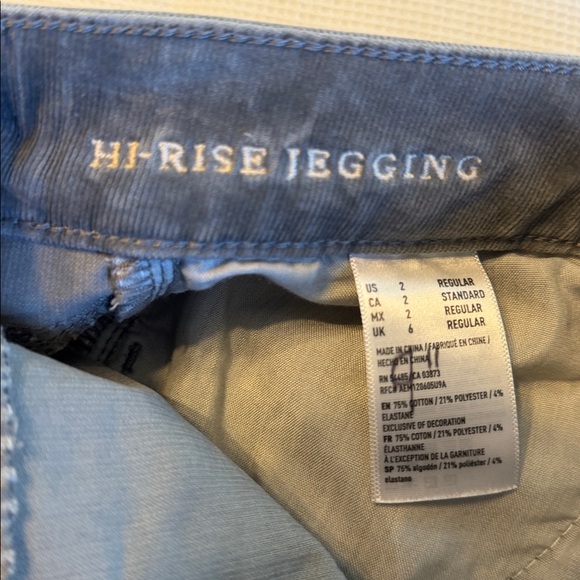 HI-RISE JEGGING
US 2 REGULAR
CA 2 STANDARD
MX 2 REGULAR
UK 6 REGULAR
MADE IN CHINA / FABRIQUÉ EN CHINE /
HECHO EN CHINA
RN 54485/CA 03873
RFC# AEM120605U9A
EN 75% COTTON / 21% POLYESTER / 4%
ELASTANE
EXCLUSIVE OF DECORATION
FR 75% COTON / 21% POLYESTER / 4%
ÉLASTHANNE
À L'EXCEPTION DE LA GARNITURE
SP 75% algodón / 21% poliéster / 4%
elastano